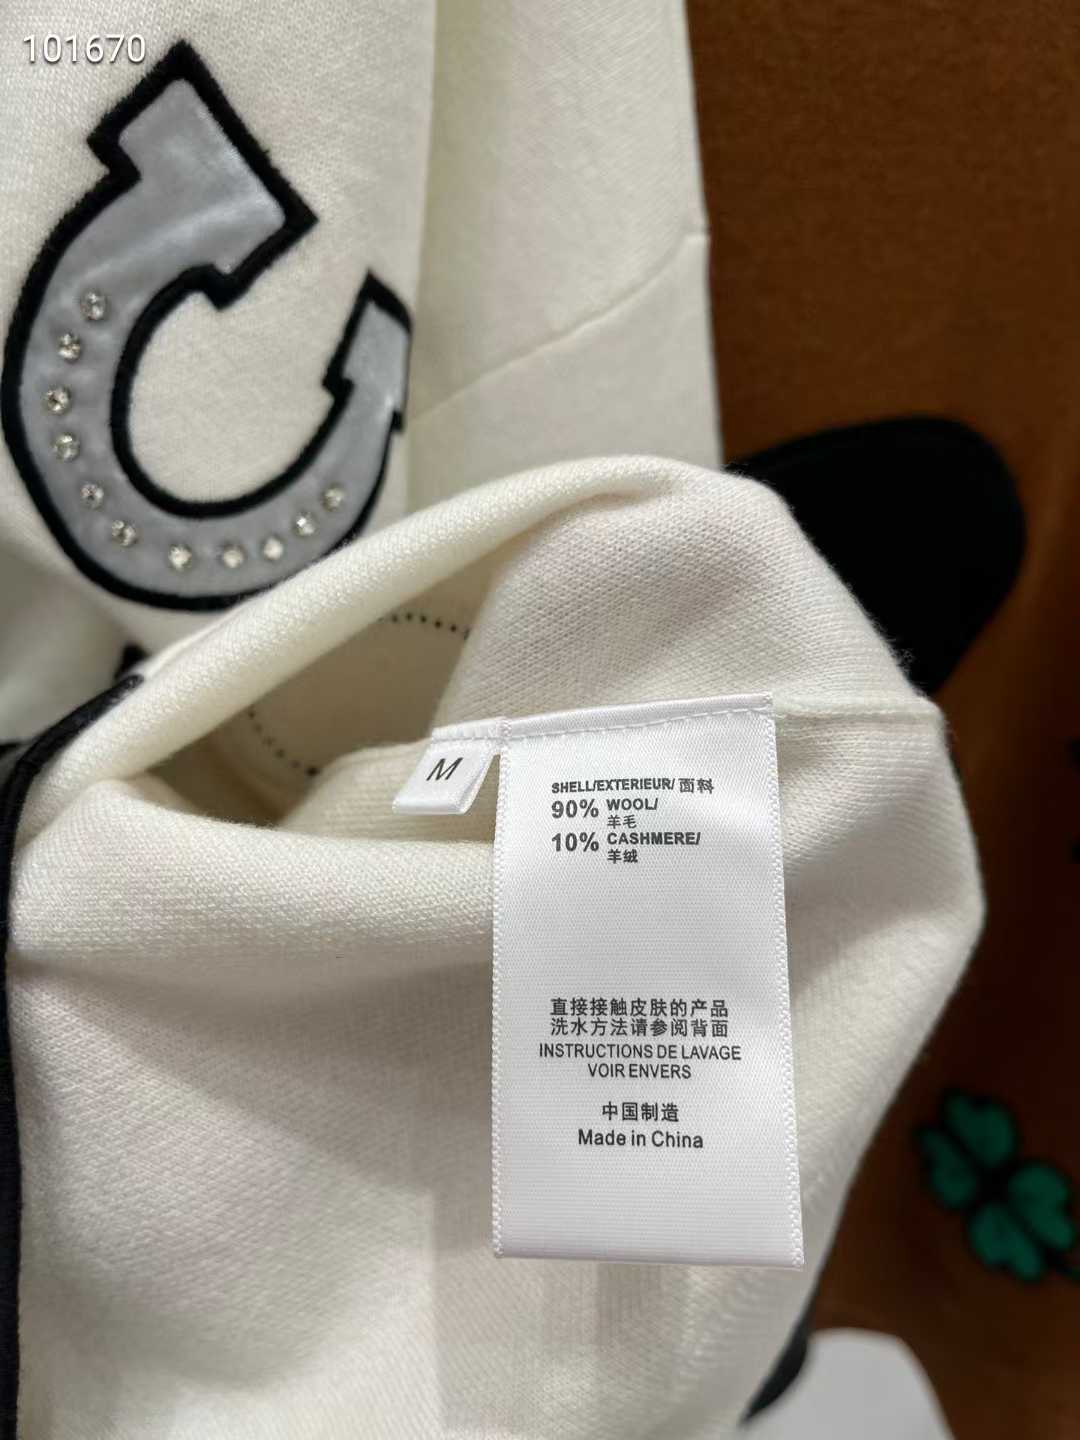 101670
M
SHELL/EXTERIEUR/ 面料
90% WOOL/
羊毛
10% CASHMERE/
羊绒
直接接触皮肤的产品
洗水方法请参阅背面
INSTRUCTIONS DE LAVAGE
VOIR ENVERS
中国制造
Made in China